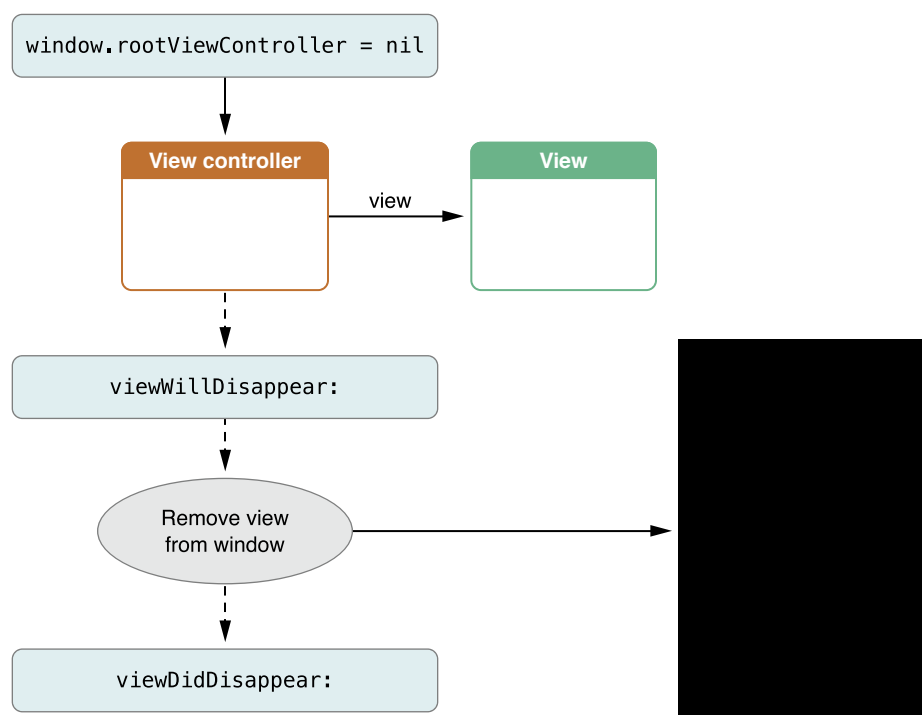 window.rootViewController = nil
View controller
View
view
viewWillDisappear:
Remove view
from window
viewDidDisappear: